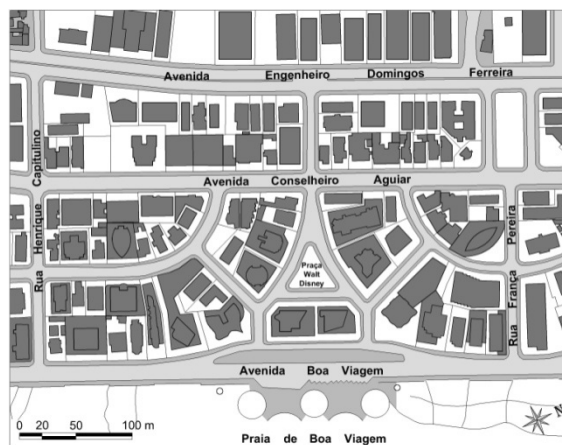 Avenida Engenheiro Domingos Ferreira
Avenida Conselheiro Aguiar
Rua Henrique Capitulino
Praça
Walt
Disney
Rua França Pereira
Avenida Boa Viagem
0 20 50 100 m
N
Praia de Boa Viagem